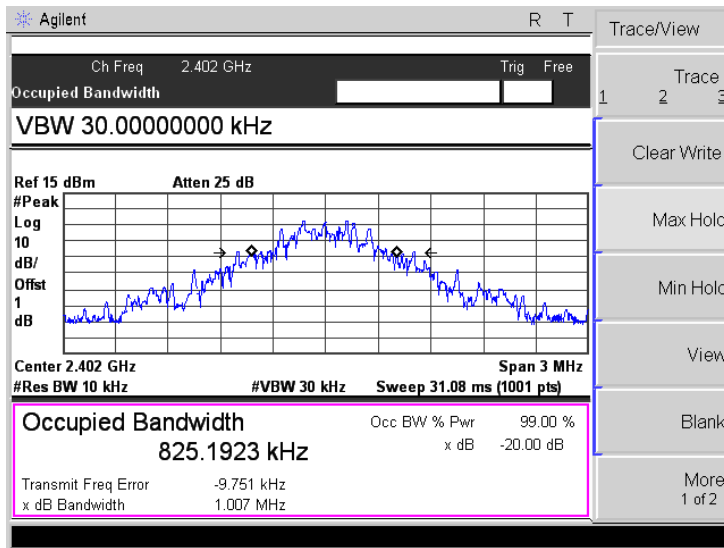 Agilent R T
Ch Freq 2.402 GHz Trig Free
Occupied Bandwidth
VBW 30.00000000 kHz
Ref 15 dBm Atten 25 dB
#Peak
Log
10
dB/
Offst
1
dB
Center 2.402 GHz Span 3 MHz
#Res BW 10 kHz #VBW 30 kHz Sweep 31.08 ms (1001 pts)
Occupied Bandwidth Occ BW % Pwr 99.00 %
825.1923 kHz x dB -20.00 dB
Transmit Freq Error -9.751 kHz
x dB Bandwidth 1.007 MHz
Trace/View
Trace
1 2 3
Clear Write
Max Hold
Min Hold
View
Blank
More
1 of 2